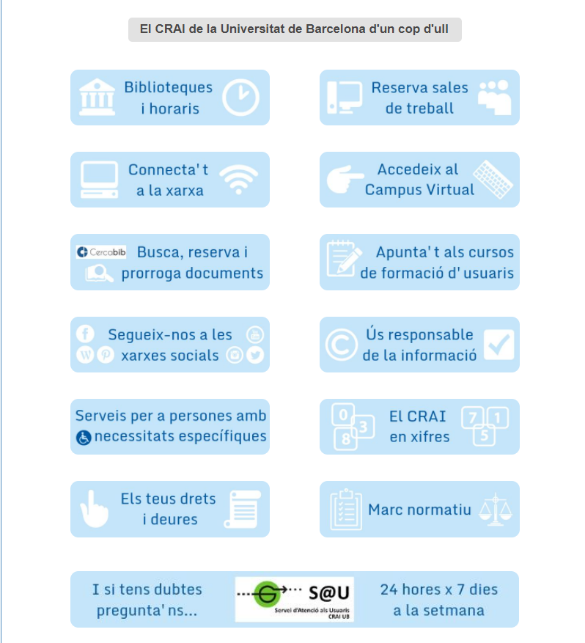 El CRAI de la Universitat de Barcelona d'un cop d'ull
Biblioteques
i horaris
Reserva sales
de treball
Connecta't
a la xarxa
Accedeix al
Campus Virtual
Cercabib
Busca, reserva i
prorroga documents
Apunta't als cursos
de formació d'usuaris
Segueix-nos a les
xarxes socials
Ús responsable
de la informació
Serveis per a persones amb
necessitats específiques
0 3 8
El CRAI
en xifres
7 1 5
Els teus drets
i deures
Marc normatiu
I si tens dubtes
pregunta'ns...
S@U
Servei d'Atenció als Usuaris
CRAI UB
24 hores x 7 dies
a la setmana